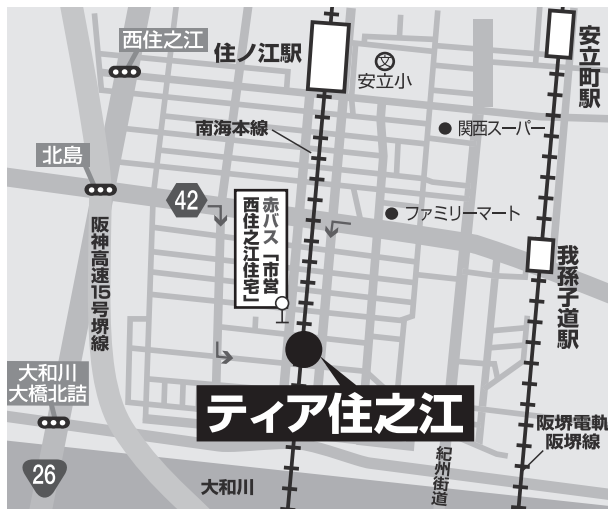 西住之江
住ノ江駅
安立小
安立町駅
南海本線
関西スーパー
北島
42
赤バス「市営
西住之江住宅」
ファミリーマート
阪神高速15号堺線
我孫子道駅
大和川
大橋北詰
ティア住之江
阪堺電軌
阪堺線
紀州街道
26
大和川